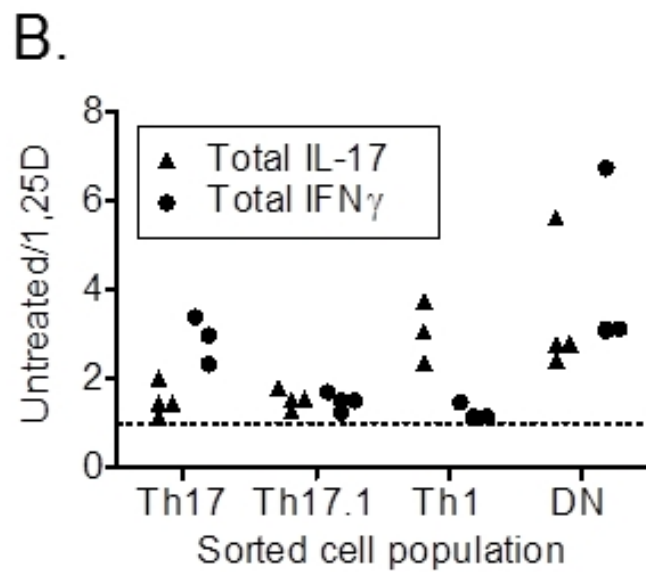 B.
8
Total IL-17
Total IFNγ
6
4
2
0
Untreated/1,25D
Th17 Th17.1 Th1 DN
Sorted cell population